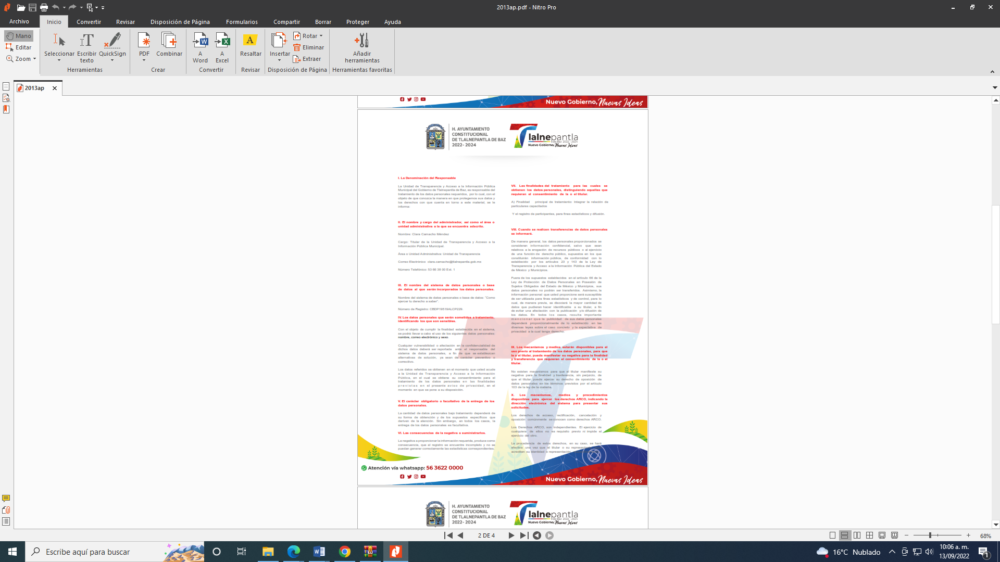 2013ap.pdf - Nitro Pro
Archivo Inicio Convertir Revisar Disposición de Página Formularios Compartir Borrar Proteger Ayuda
Mano
Editar
Zoom
Seleccionar
Escribir texto
QuickSign
Herramientas
PDF
Combinar
Crear
A Word
A Excel
Convertir
Resaltar
Revisar
Insertar
Rotar
Eliminar
Extraer
Disposición de Página
Añadir herramientas
Herramientas favoritas
2013ap
Nuevo Gobierno, Nuevas Ideas
H. AYUNTAMIENTO
CONSTITUCIONAL
DE TLALNEPANTLA DE BAZ
2022- 2024
Tlalnepantla
de Baz 2022 - 2024
Nuevo Gobierno, Nuevas Ideas
I. La Denominación del Responsable
La Unidad de Transparencia y Acceso a la Información Pública
Municipal del Gobierno de Tlalnepantla de Baz, es responsable del
tratamiento de los datos personales requeridos, por lo cual, con el
objeto de que conozca la manera en que protegemos sus datos y
los derechos con que cuenta en torno a este material, se le
informa:
II. El nombre y cargo del administrador, así como el área o
unidad administrativa a la que se encuentra adscrito.
Nombre: Clara Camacho Méndez
Cargo: Titular de la Unidad de Transparencia y Acceso a la
Información Pública Municipal.
Área o Unidad Administrativa: Unidad de Transparencia
Correo Electrónico clara.camacho@tlalnepantla.gob.mx
Número Telefónico: 53 66 38 00 Ext. 1
III. El nombre del sistema de datos personales o base
de datos al que serán incorporados los datos personales.
Nombre del sistema de datos personales o base de datos: "Como
ejercer tu derecho a saber".
Número de Registro: CBDP19519ALCP229.
IV. Los datos personales que serán sometidos a tratamiento,
identificando los que son sensibles.
Con el objeto de cumplir la finalidad establecida en el sistema,
se podrá llevar a cabo el uso de los siguientes datos personales:
nombre, correo electrónico y sexo.
Cualquier vulnerabilidad o afectación en la confidencialidad de
dichos datos deberá ser reportada ante el responsable del
sistema de datos personales, a fin de que se establezcan
alternativas de solución, ya sean de carácter preventivo o
correctivo.
Los datos referidos se obtienen en el momento que usted acude
a la Unidad de Transparencia y Acceso a la Información
Pública, en el cual se obtiene su consentimiento para el
tratamiento de los datos personales en las finalidades
previstas en el presente aviso de privacidad, en el
momento en que se pone a su disposición.
V. El carácter obligatorio o facultativo de la entrega de los
datos personales.
La cantidad de datos personales bajo tratamiento dependerá de
su forma de obtención y de los supuestos específicos que
deriven de la atención. Sin embargo, en todos los casos, la
entrega de los datos personales es facultativa.
VI. Las consecuencias de la negativa a suministrarlos.
La negativa a proporcionar la información requerida, produce como
consecuencia, que el registro se encuentre incompleto y no se
puedan generar correctamente las estadísticas correspondientes.
VII. Las finalidades del tratamiento para las cuales se
obtienen los datos personales, distinguiendo aquellas que
requieran el consentimiento de la o el titular.
A) Finalidad principal de tratamiento Integrar la relación de
particulares capacitados
Y el registro de participantes, para fines estadísticos y difusión.
VIII. Cuando se realicen transferencias de datos personales
se informará.
De manera general, los datos personales proporcionados se
consideran información confidencial, salvo que sean
relativos a la erogación de recursos públicos o al ejercicio
de una función de derecho público, supuestos en los que
constituirán información pública, de conformidad con lo
establecido por los artículos 23 y 143 de la Ley de
Transparencia y Acceso a la Información Pública del Estado
de México y Municipios.
Fuera de los supuestos establecidos en el artículo 66 de la
Ley de Protección de Datos Personales en Posesión de
Sujetos Obligados del Estado de México y Municipios, sus
datos personales no podrán ser transferidos. Asimismo, la
información personal que usted proporcione será susceptible
de ser utilizada para fines estadísticos y de control, para lo
cual, de manera previa, se disociará la mayor cantidad de
datos que pudieran hacer identificable a su titular, a fin
de evitar una afectación con la publicación y/o difusión de
los datos. En todos los casos, resulta importante
mencionar que la publicidad de sus datos personales
dependerá proporcionalmente de lo establecido en las
diversas leyes sobre el caso concreto y la expectativa de
privacidad a la cual tenga derecho.
IX. Los mecanismos y medios estarán disponibles para el
uso previo al tratamiento de los datos personales, para que
la o el titular, pueda manifestar su negativa para la finalidad
y transferencia que requieran el consentimiento de la o el
titular.
No existen mecanismos para que el titular manifieste su
negativa para la finalidad y trasferencia, sin perjuicio, de
que el titular puede ejercer su derecho de oposición de
datos personales en los términos previstos por el artículo
103 de la ley de la materia.
X. Los mecanismos, medios y procedimientos
disponibles para ejercer los derechos ARCO, indicando la
dirección electrónica del sistema para presentar sus
solicitudes.
Los derechos de acceso, rectificación, cancelación y
oposición comúnmente se conocen como derechos ARCO.
Los Derechos ARCO, son independientes. El ejercicio de
cualquiera de ellos no es requisito previo ni impide el
ejercicio del otro.
La procedencia de estos derechos, en su caso, se hará
efectiva una vez que el titular o su
acrediten su identidad o representación
Atención vía whatsapp: 56 3622 0000
Nuevo Gobierno, Nuevas Ideas
H. AYUNTAMIENTO
CONSTITUCIONAL
DE TLALNEPANTLA DE BAZ
2022- 2024
Tlalnepantla
de Baz 2022 - 2024
Nuevo Gobierno, Nuevas Ideas
2 DE 4
68%
Escribe aquí para buscar
16°C Nublado
10:06 a. m.
13/09/2022
1